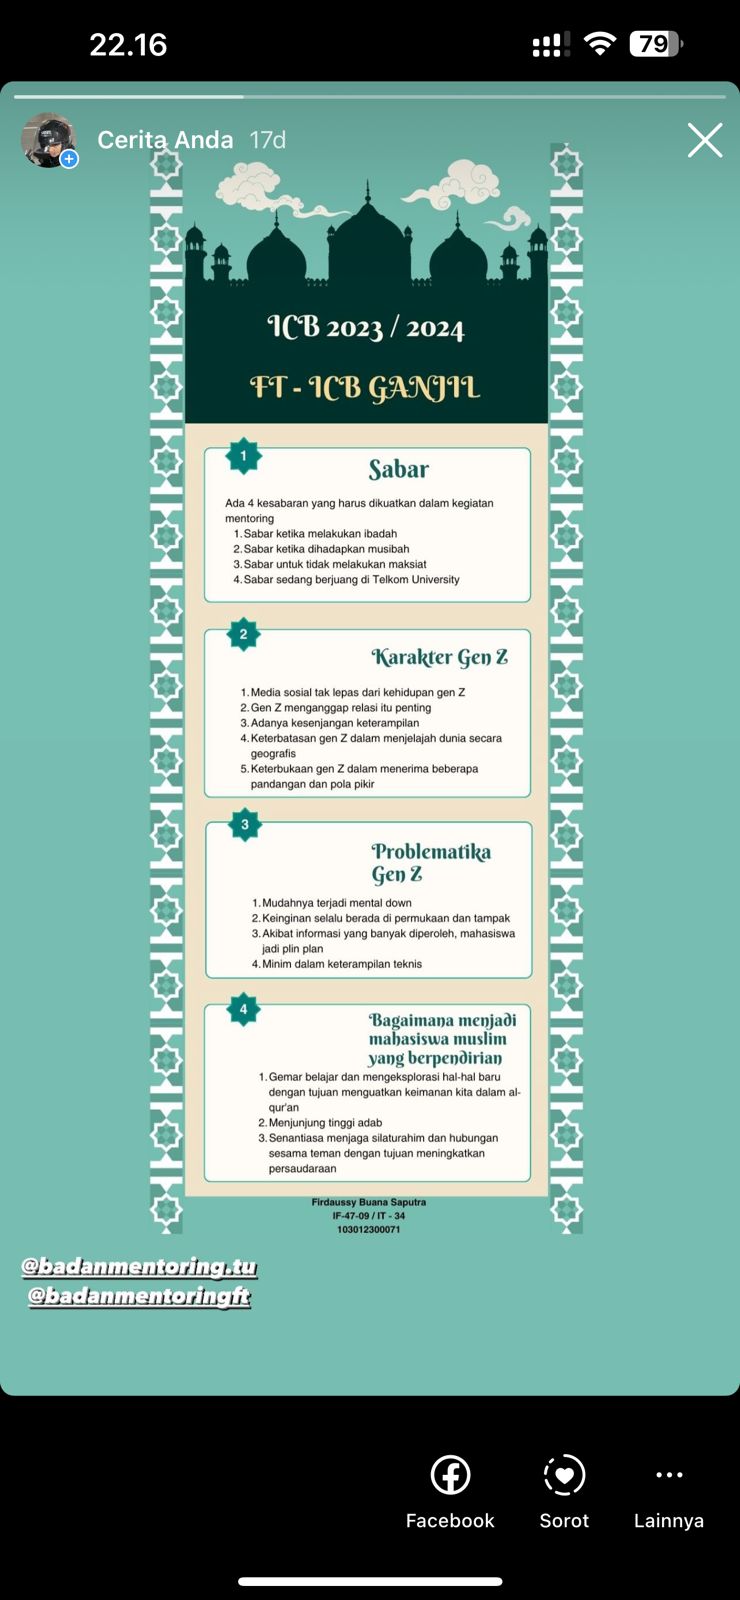 22.16
79
Cerita Anda 17d
ICB 2023 / 2024
FT - ICB GANJIL
1
Sabar
Ada 4 kesabaran yang harus dikuatkan dalam kegiatan
mentoring
1. Sabar ketika melakukan ibadah
2. Sabar ketika dihadapkan musibah
3. Sabar untuk tidak melakukan maksiat
4. Sabar sedang berjuang di Telkom University
2
Karakter Gen Z
1. Media sosial tak lepas dari kehidupan gen Z
2. Gen Z menganggap relasi itu penting
3. Adanya kesenjangan keterampilan
4. Keterbatasan gen Z dalam menjelajah dunia secara
geografis
5. Keterbukaan gen Z dalam menerima beberapa
pandangan dan pola pikir
3
Problematika
Gen Z
1. Mudahnya terjadi mental down
2. Keinginan selalu berada di permukaan dan tampak
3. Akibat informasi yang banyak diperoleh, mahasiswa
jadi plin plan
4. Minim dalam keterampilan teknis
4
Bagaimana menjadi
mahasiswa muslim
yang berpendirian
1. Gemar belajar dan mengeksplorasi hal-hal baru
dengan tujuan menguatkan keimanan kita dalam al-
qur'an
2. Menjunjung tinggi adab
3. Senantiasa menjaga silaturahim dan hubungan
sesama teman dengan tujuan meningkatkan
persaudaraan
Firdaussy Buana Saputra
IF-47-09 / IT - 34
103012300071
@badanmentoring.tu
@badanmentoringft
Facebook
Sorot
Lainnya